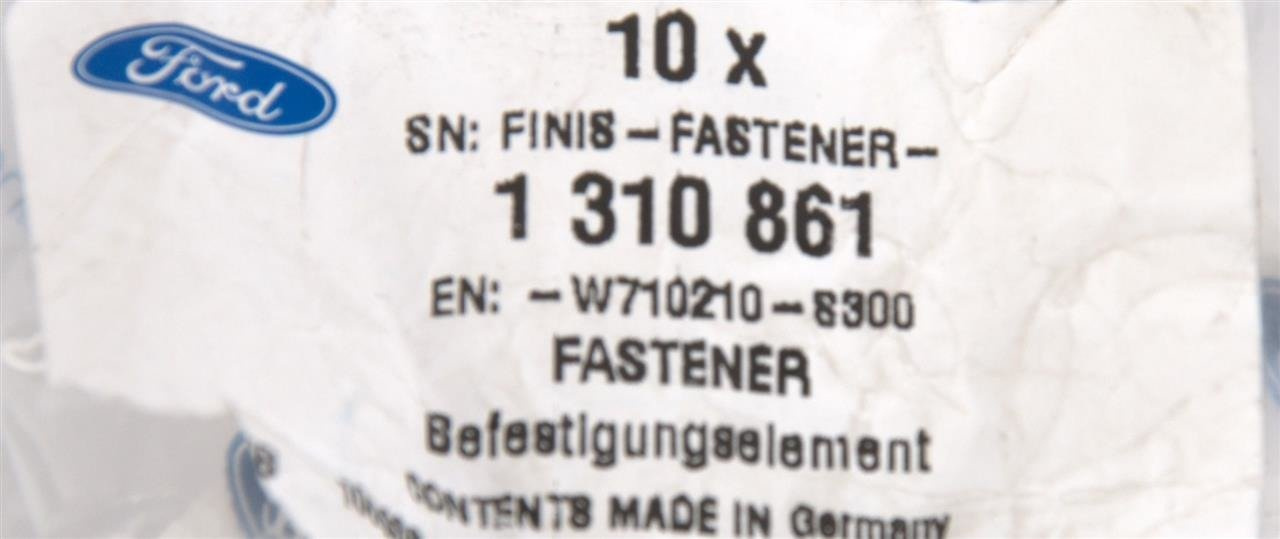 Ford
10 x
SN: FINIS – FASTENER –
1 310 861
EN: – W710210 – S300
FASTENER
Befestigungselement
CONTENTS MADE IN Germany